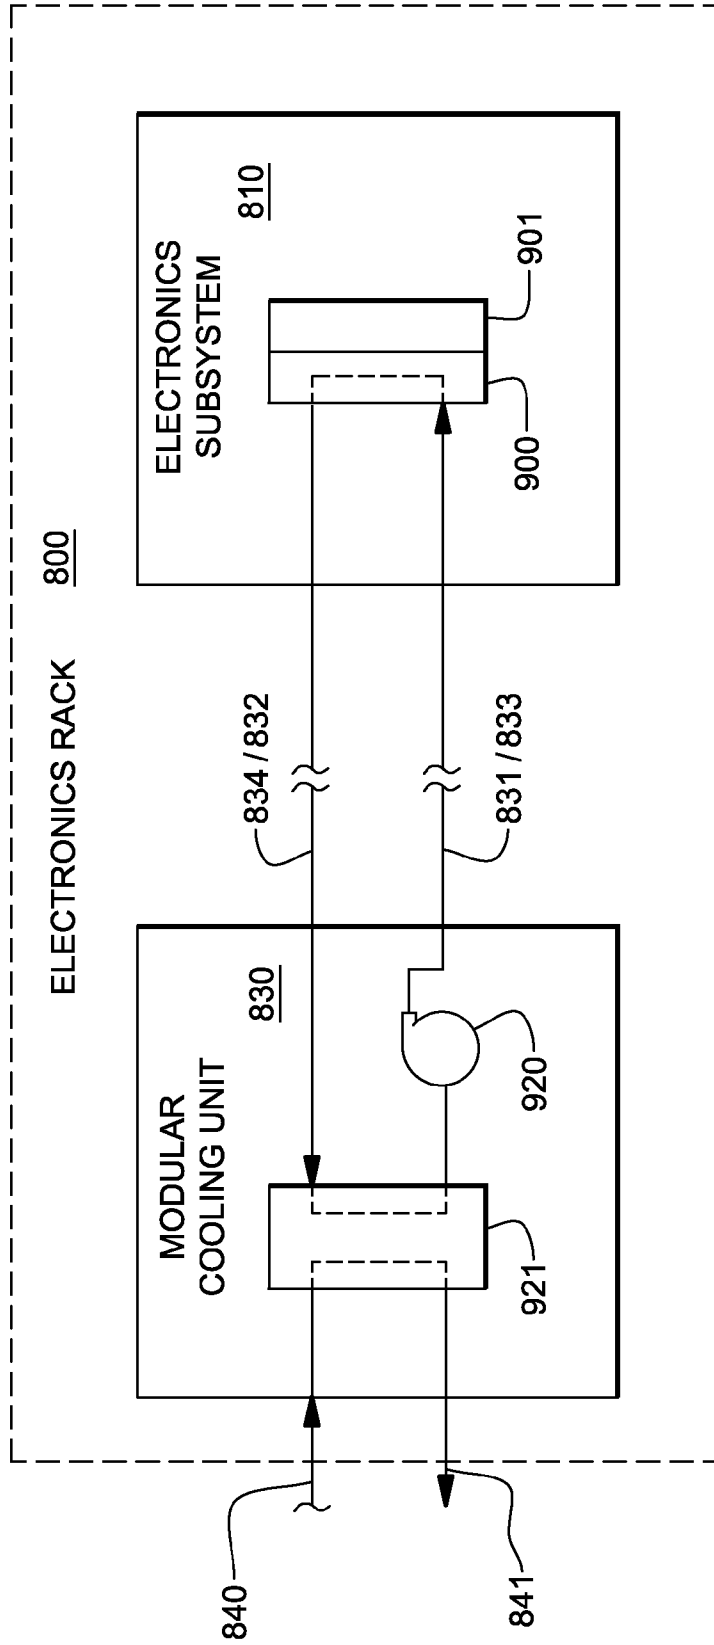 ELECTRONICS RACK
800
MODULAR
COOLING UNIT
830
ELECTRONICS
SUBSYSTEM
810
834 / 832
831 / 833
840
841
921
920
900
901